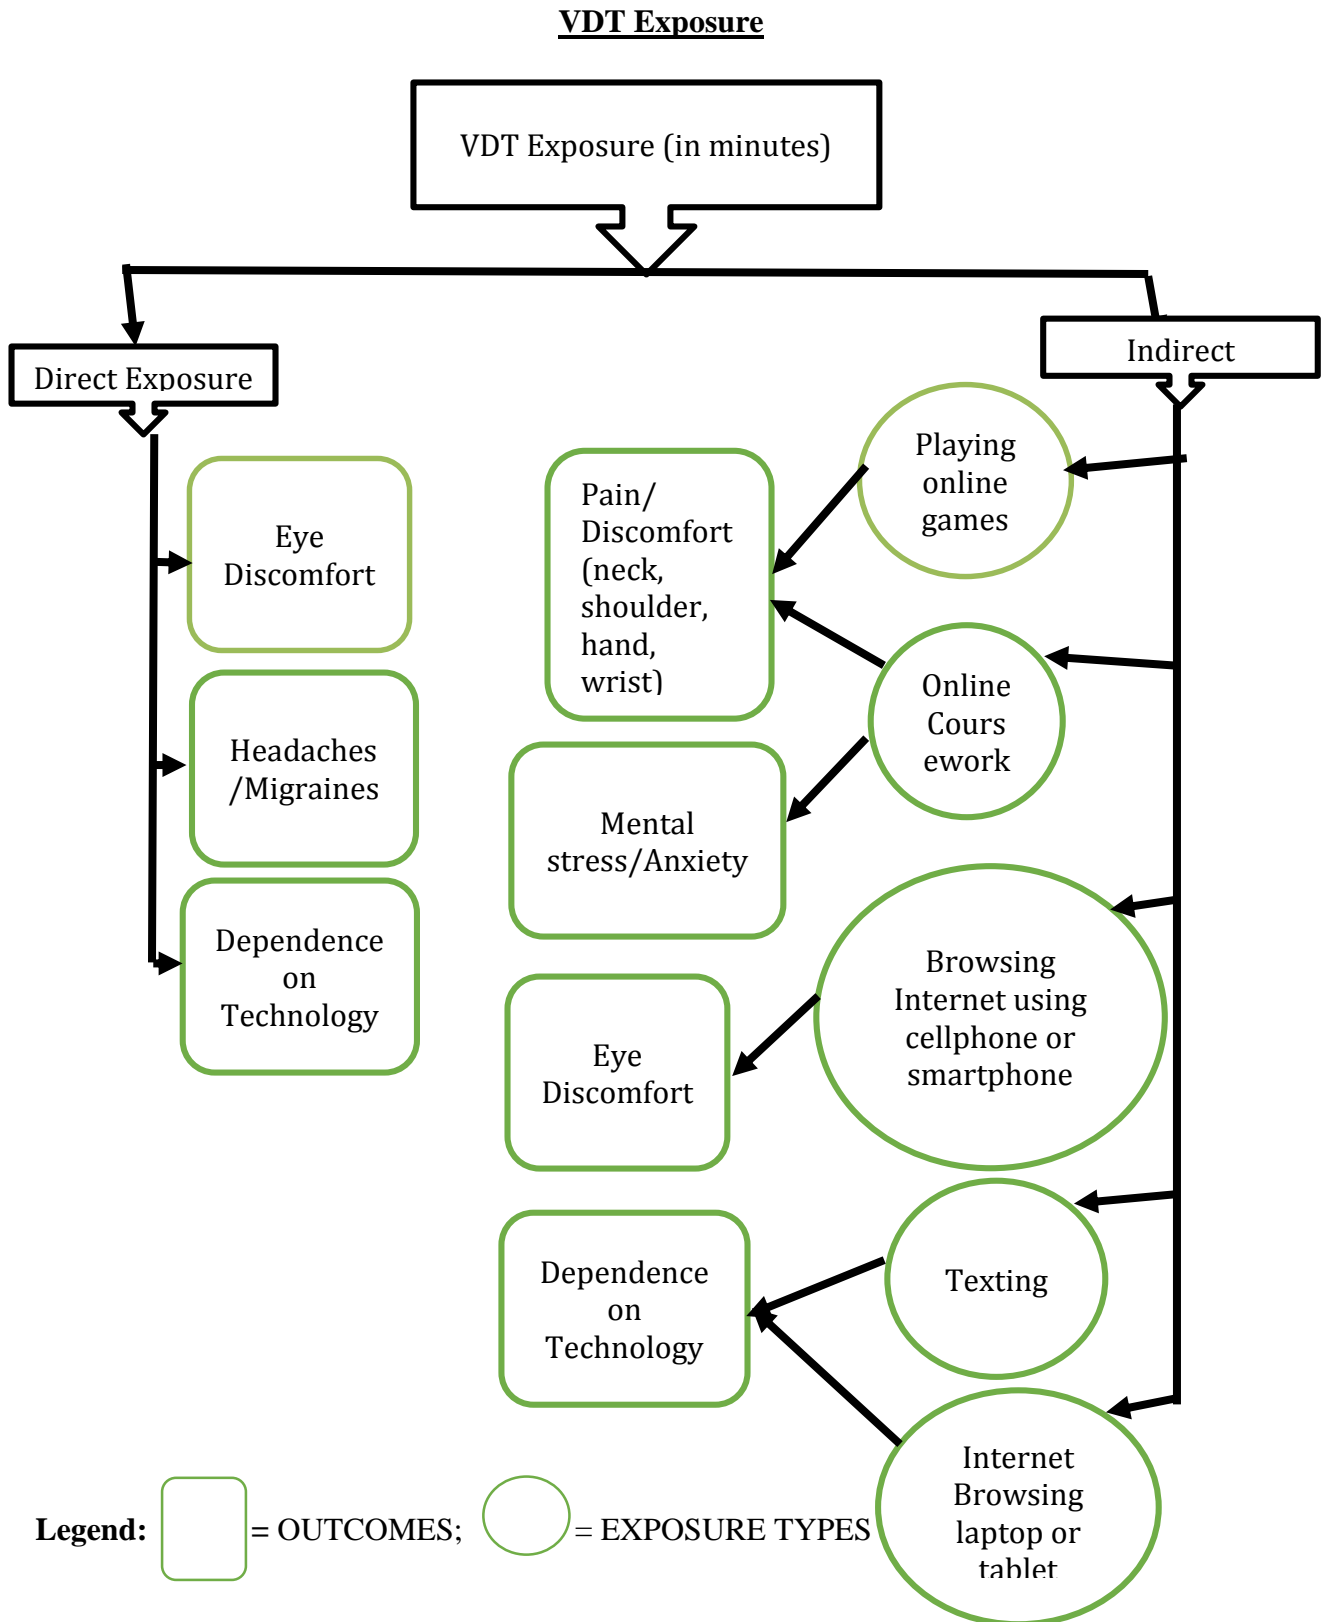 VDT Exposure
VDT Exposure (in minutes)
Direct Exposure
Indirect
Eye
Discomfort
Headaches
/Migraines
Dependence
on
Technology
Pain/
Discomfort
(neck,
shoulder,
hand,
wrist)
Mental
stress/Anxiety
Eye
Discomfort
Dependence
on
Technology
Playing
online
games
Online
Cours
ework
Browsing
Internet using
cellphone or
smartphone
Texting
Internet
Browsing
laptop or
tablet
Legend: = OUTCOMES; = EXPOSURE TYPES